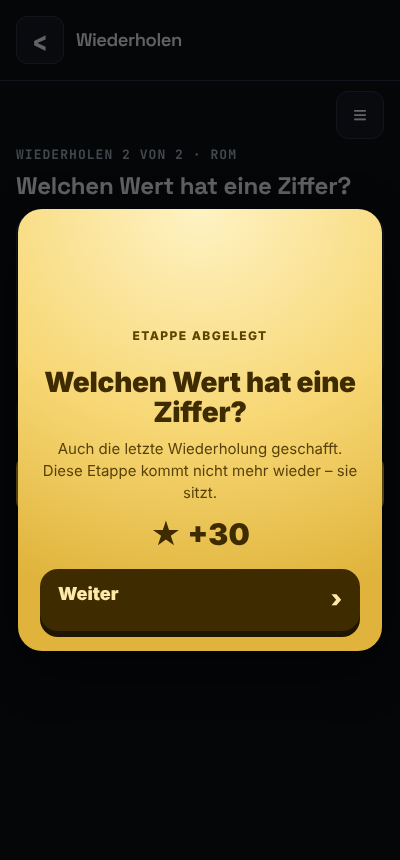 Wiederholen
WIEDERHOLEN 2 VON 2 · ROM
Welchen Wert hat eine Ziffer?
ETAPPE ABGELEGT
Welchen Wert hat eine
Ziffer?
Auch die letzte Wiederholung geschafft.
Diese Etappe kommt nicht mehr wieder – sie
sitzt.
★ +30
Weiter ›